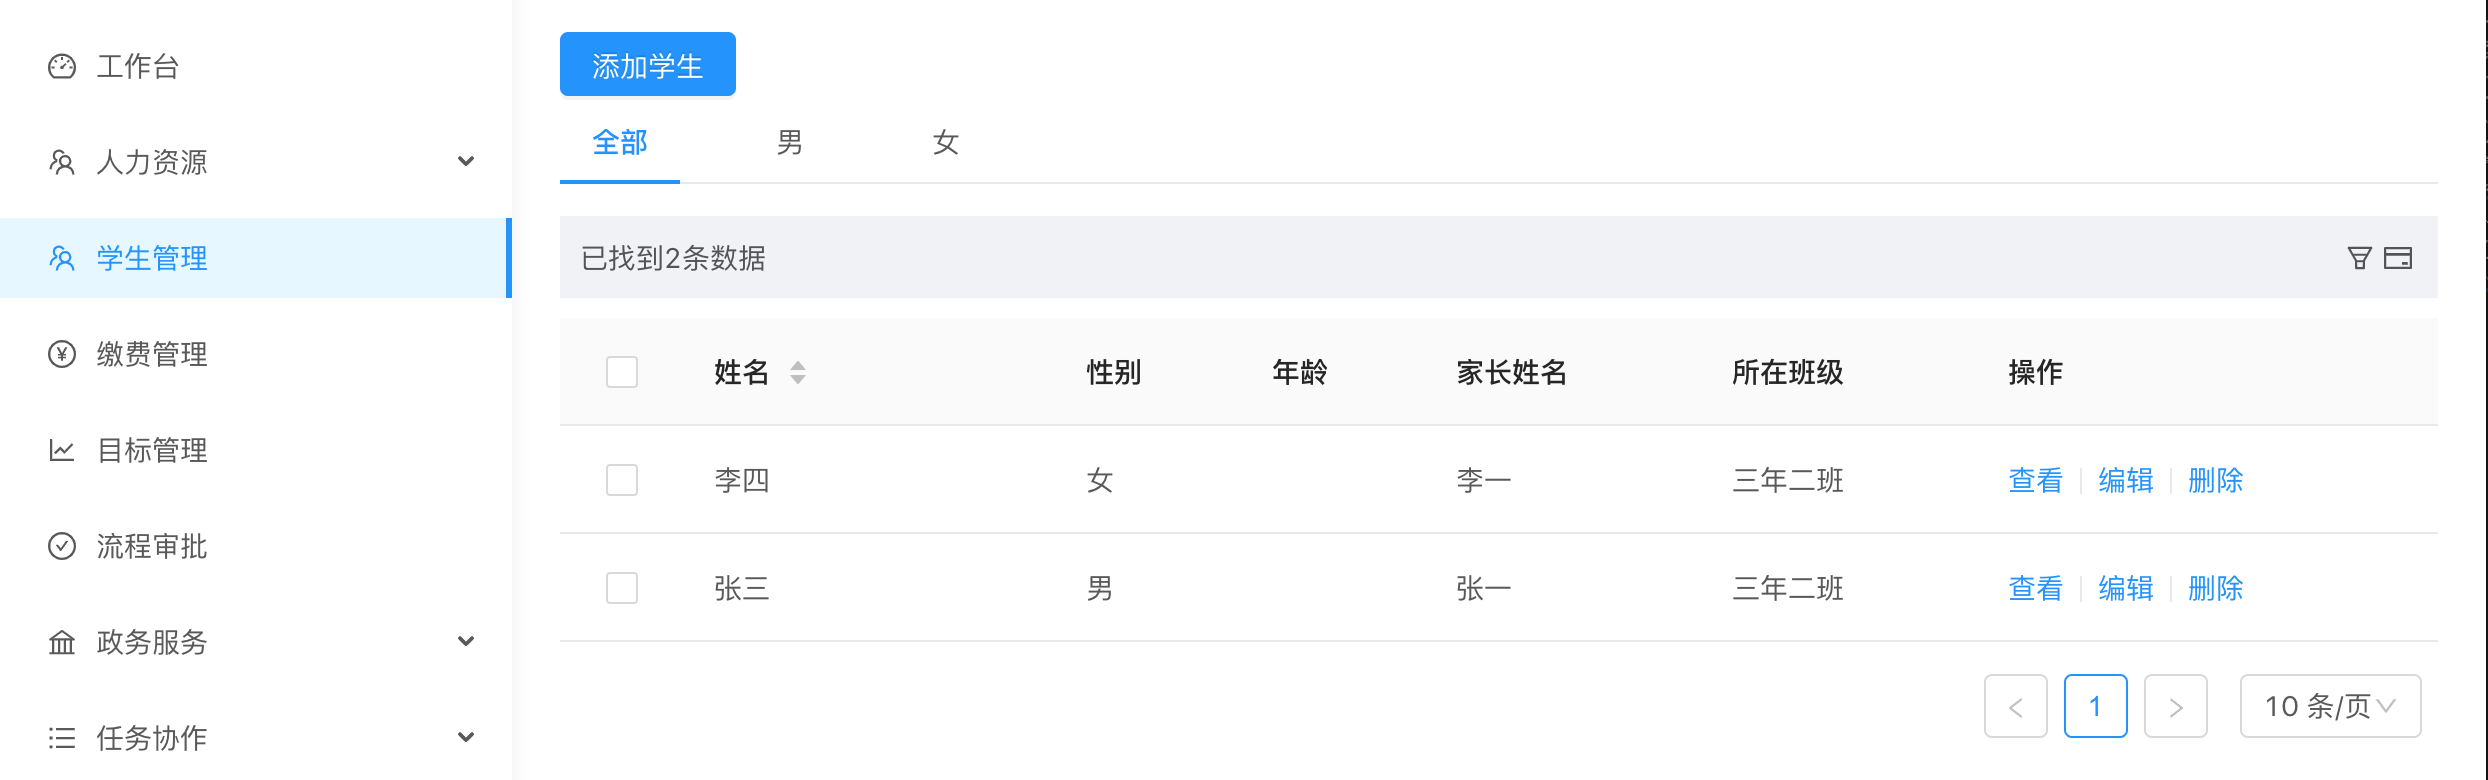 工作台
人力资源
学生管理
缴费管理
目标管理
流程审批
政务服务
任务协作
添加学生
全部 男 女
已找到2条数据
姓名 性别 年龄 家长姓名 所在班级 操作
李四 女 李一 三年二班 查看 编辑 删除
张三 男 张一 三年二班 查看 编辑 删除
< 1 > 10 条/页